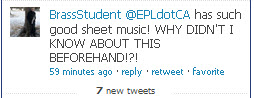 BrassStudent @EPLdotCA has such
good sheet music! WHY DIDN'T I
KNOW ABOUT THIS
BEFOREHAND!?!
59 minutes ago · reply · retweet · favorite
7 new tweets